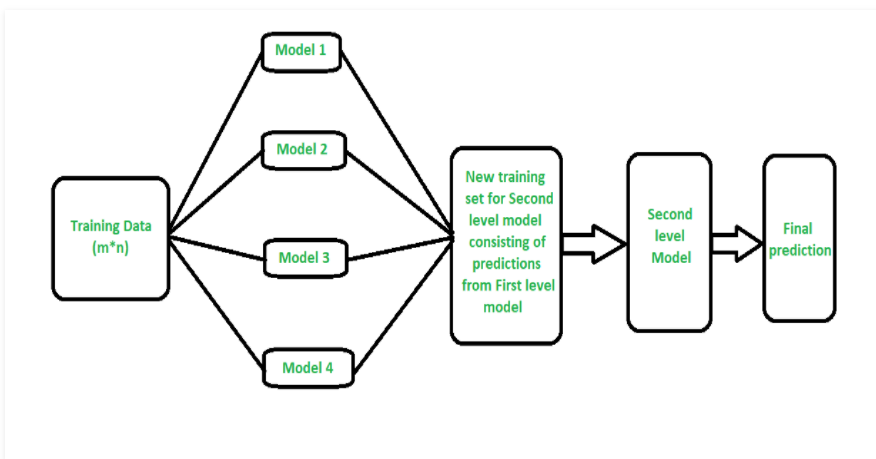 Model 1
Model 2
Training Data
(m*n)
Model 3
Model 4
New training
set for Second
level model
consisting of
predictions
from First level
model
Second
level
Model
Final
prediction